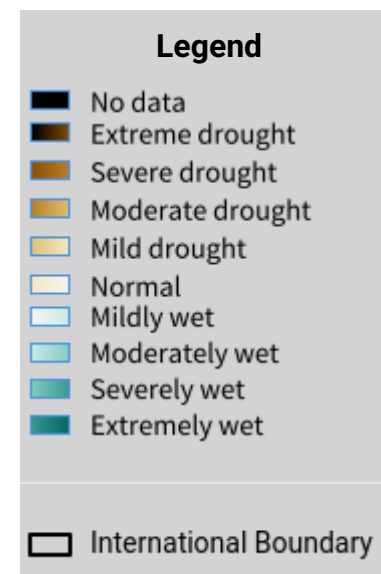 Legend
No data
Extreme drought
Severe drought
Moderate drought
Mild drought
Normal
Mildly wet
Moderately wet
Severely wet
Extremely wet
International Boundary